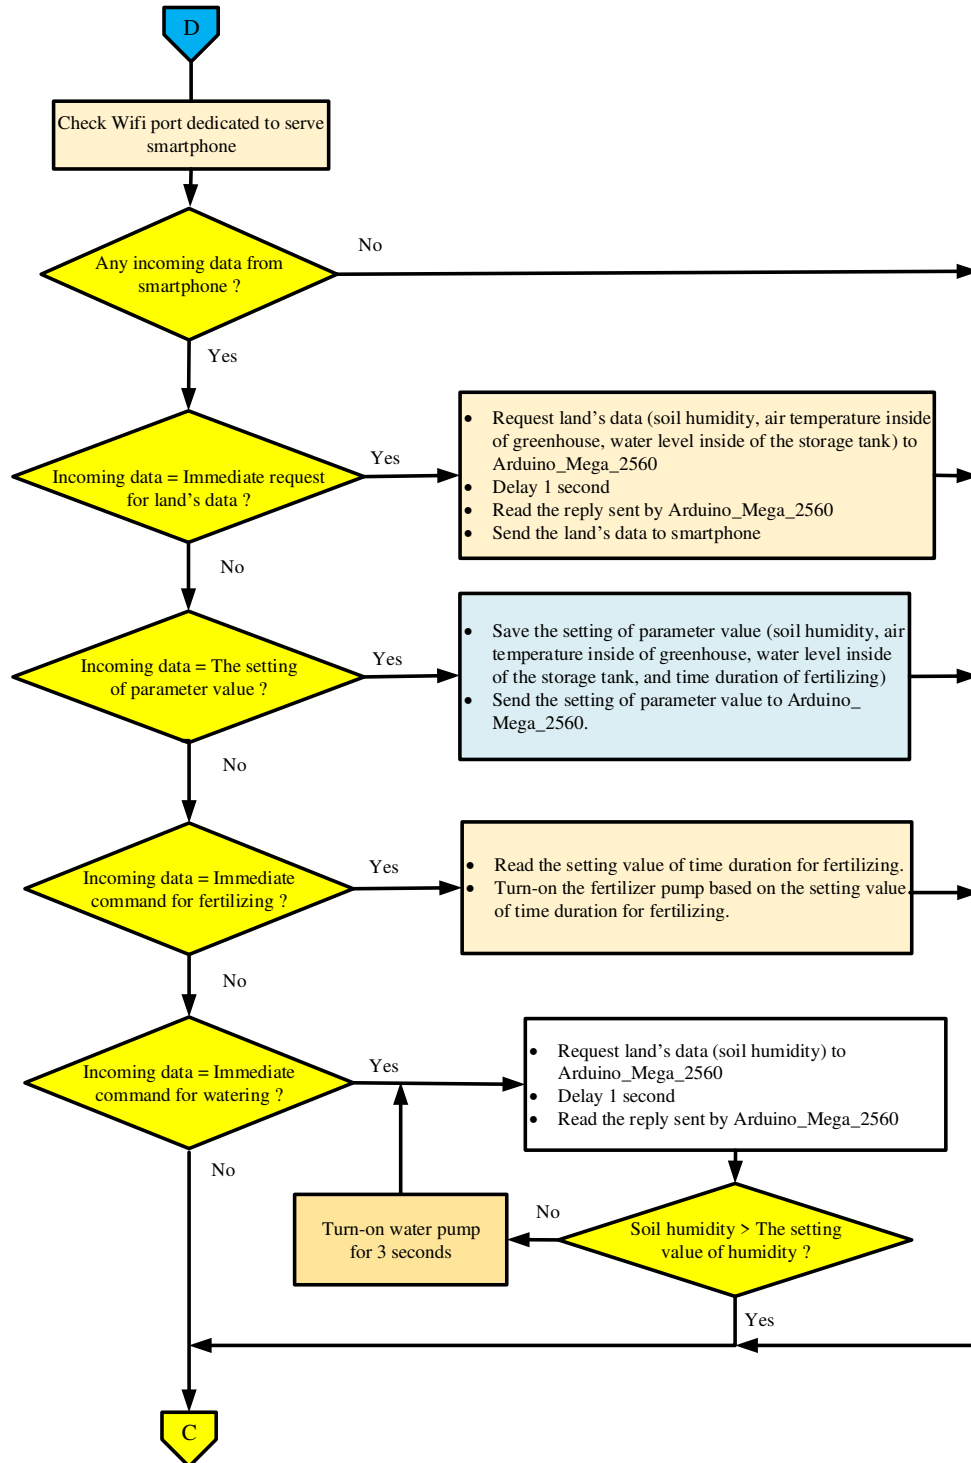 D
Check Wifi port dedicated to serve
smartphone
Any incoming data from
smartphone ?
No
Yes
Incoming data = Immediate request
for land’s data ?
Yes
• Request land’s data (soil humidity, air temperature inside
of greenhouse, water level inside of the storage tank) to
Arduino_Mega_2560
• Delay 1 second
• Read the reply sent by Arduino_Mega_2560
• Send the land’s data to smartphone
No
Incoming data = The setting
of parameter value ?
Yes
• Save the setting of parameter value (soil humidity, air
temperature inside of greenhouse, water level inside
of the storage tank, and time duration of fertilizing)
• Send the setting of parameter value to Arduino_
Mega_2560.
No
Incoming data = Immediate
command for fertilizing ?
Yes
• Read the setting value of time duration for fertilizing.
• Turn-on the fertilizer pump based on the setting value
of time duration for fertilizing.
No
Incoming data = Immediate
command for watering ?
Yes
• Request land’s data (soil humidity) to
Arduino_Mega_2560
• Delay 1 second
• Read the reply sent by Arduino_Mega_2560
No
Turn-on water pump
for 3 seconds
No
Soil humidity > The setting
value of humidity ?
Yes
C